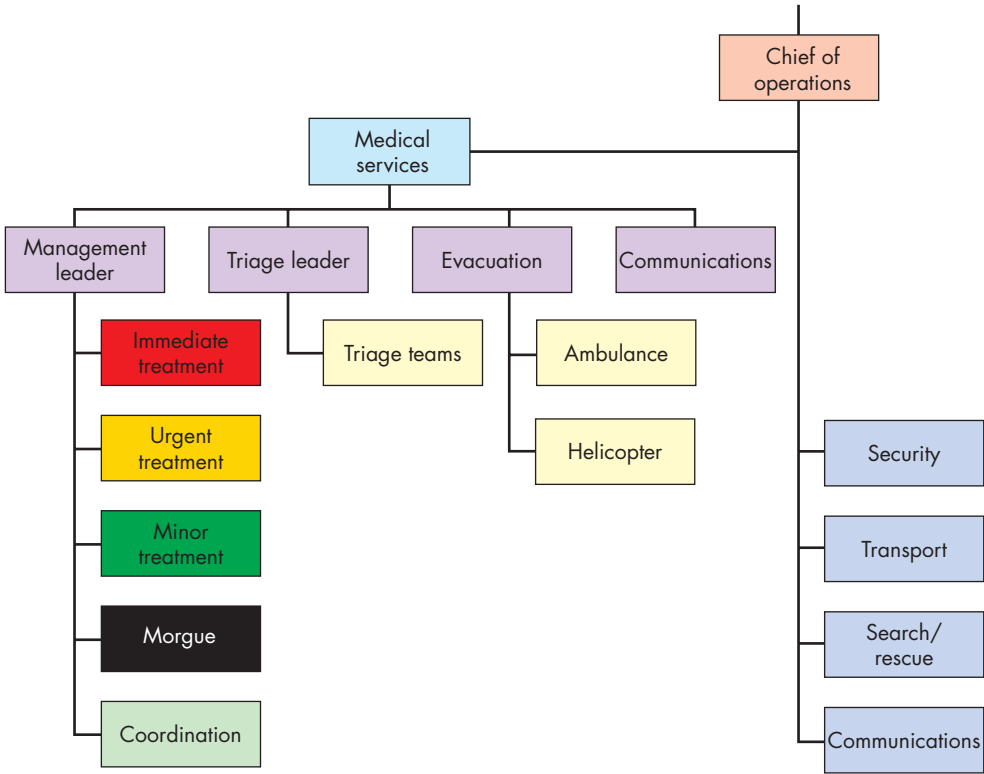 Chief of
operations
Medical
services
Management
leader
Triage leader
Evacuation
Communications
Immediate
treatment
Triage teams
Ambulance
Urgent
treatment
Helicopter
Security
Minor
treatment
Transport
Morgue
Search/
rescue
Coordination
Communications